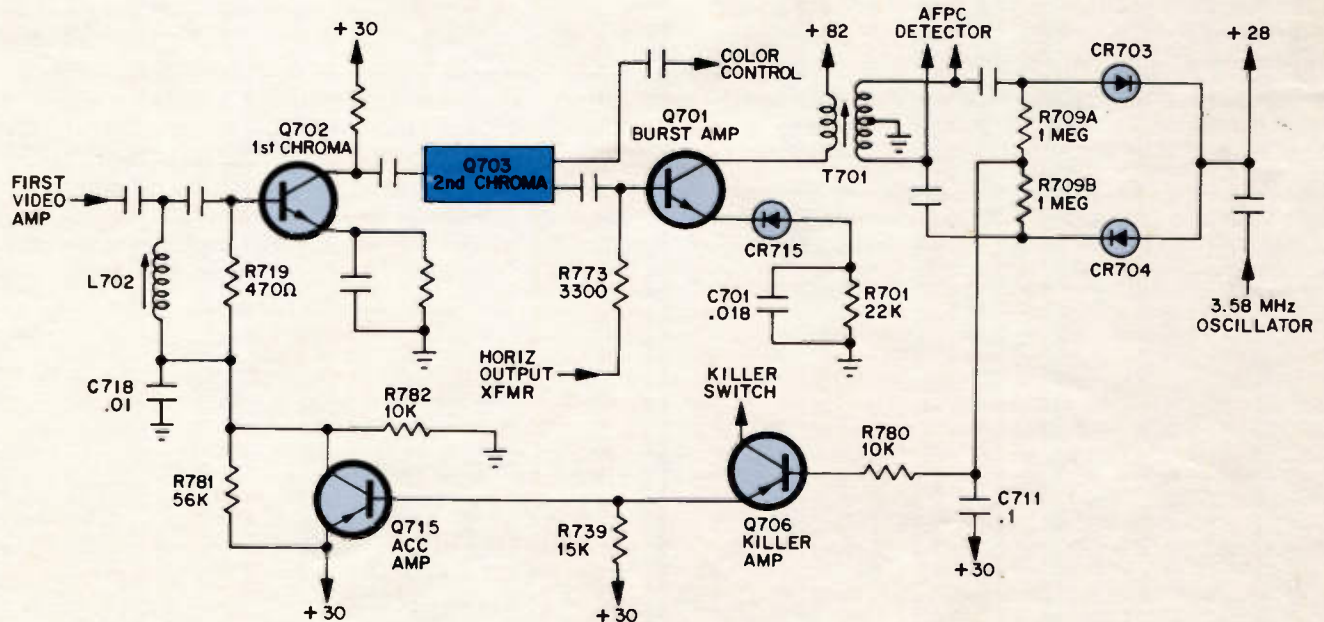 +30
Q702
1st CHROMA
FIRST
VIDEO
AMP
L702
R719
470Ω
C718
.01
R781
56K
R782
10K
Q715
ACC
AMP
+30
Q703
2nd CHROMA
COLOR
CONTROL
Q701
BURST AMP
R773
3300
HORIZ
OUTPUT
XFMR
CR715
C701
.018
R701
22K
+82
T701
AFPC
DETECTOR
R709A
1 MEG
R709B
1 MEG
CR703
CR704
+28
3.58 MHz
OSCILLATOR
KILLER
SWITCH
R780
10K
Q706
KILLER
AMP
R739
15K
+30
C711
.1
+30